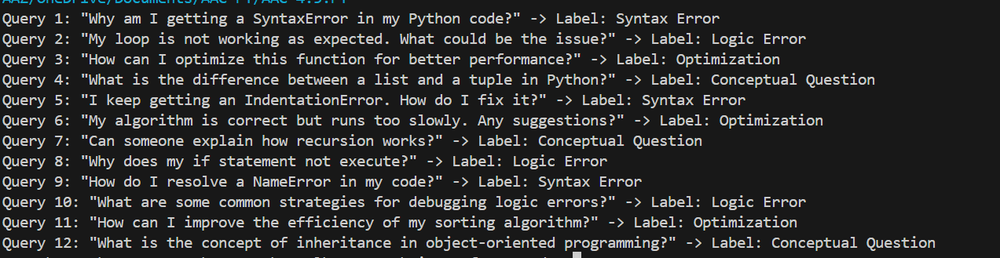 Query 1: "Why am I getting a SyntaxError in my Python code?" -> Label: Syntax Error
Query 2: "My loop is not working as expected. What could be the issue?" -> Label: Logic Error
Query 3: "How can I optimize this function for better performance?" -> Label: Optimization
Query 4: "What is the difference between a list and a tuple in Python?" -> Label: Conceptual Question
Query 5: "I keep getting an IndentationError. How do I fix it?" -> Label: Syntax Error
Query 6: "My algorithm is correct but runs too slowly. Any suggestions?" -> Label: Optimization
Query 7: "Can someone explain how recursion works?" -> Label: Conceptual Question
Query 8: "Why does my if statement not execute?" -> Label: Logic Error
Query 9: "How do I resolve a NameError in my code?" -> Label: Syntax Error
Query 10: "What are some common strategies for debugging logic errors?" -> Label: Logic Error
Query 11: "How can I improve the efficiency of my sorting algorithm?" -> Label: Optimization
Query 12: "What is the concept of inheritance in object-oriented programming?" -> Label: Conceptual Question